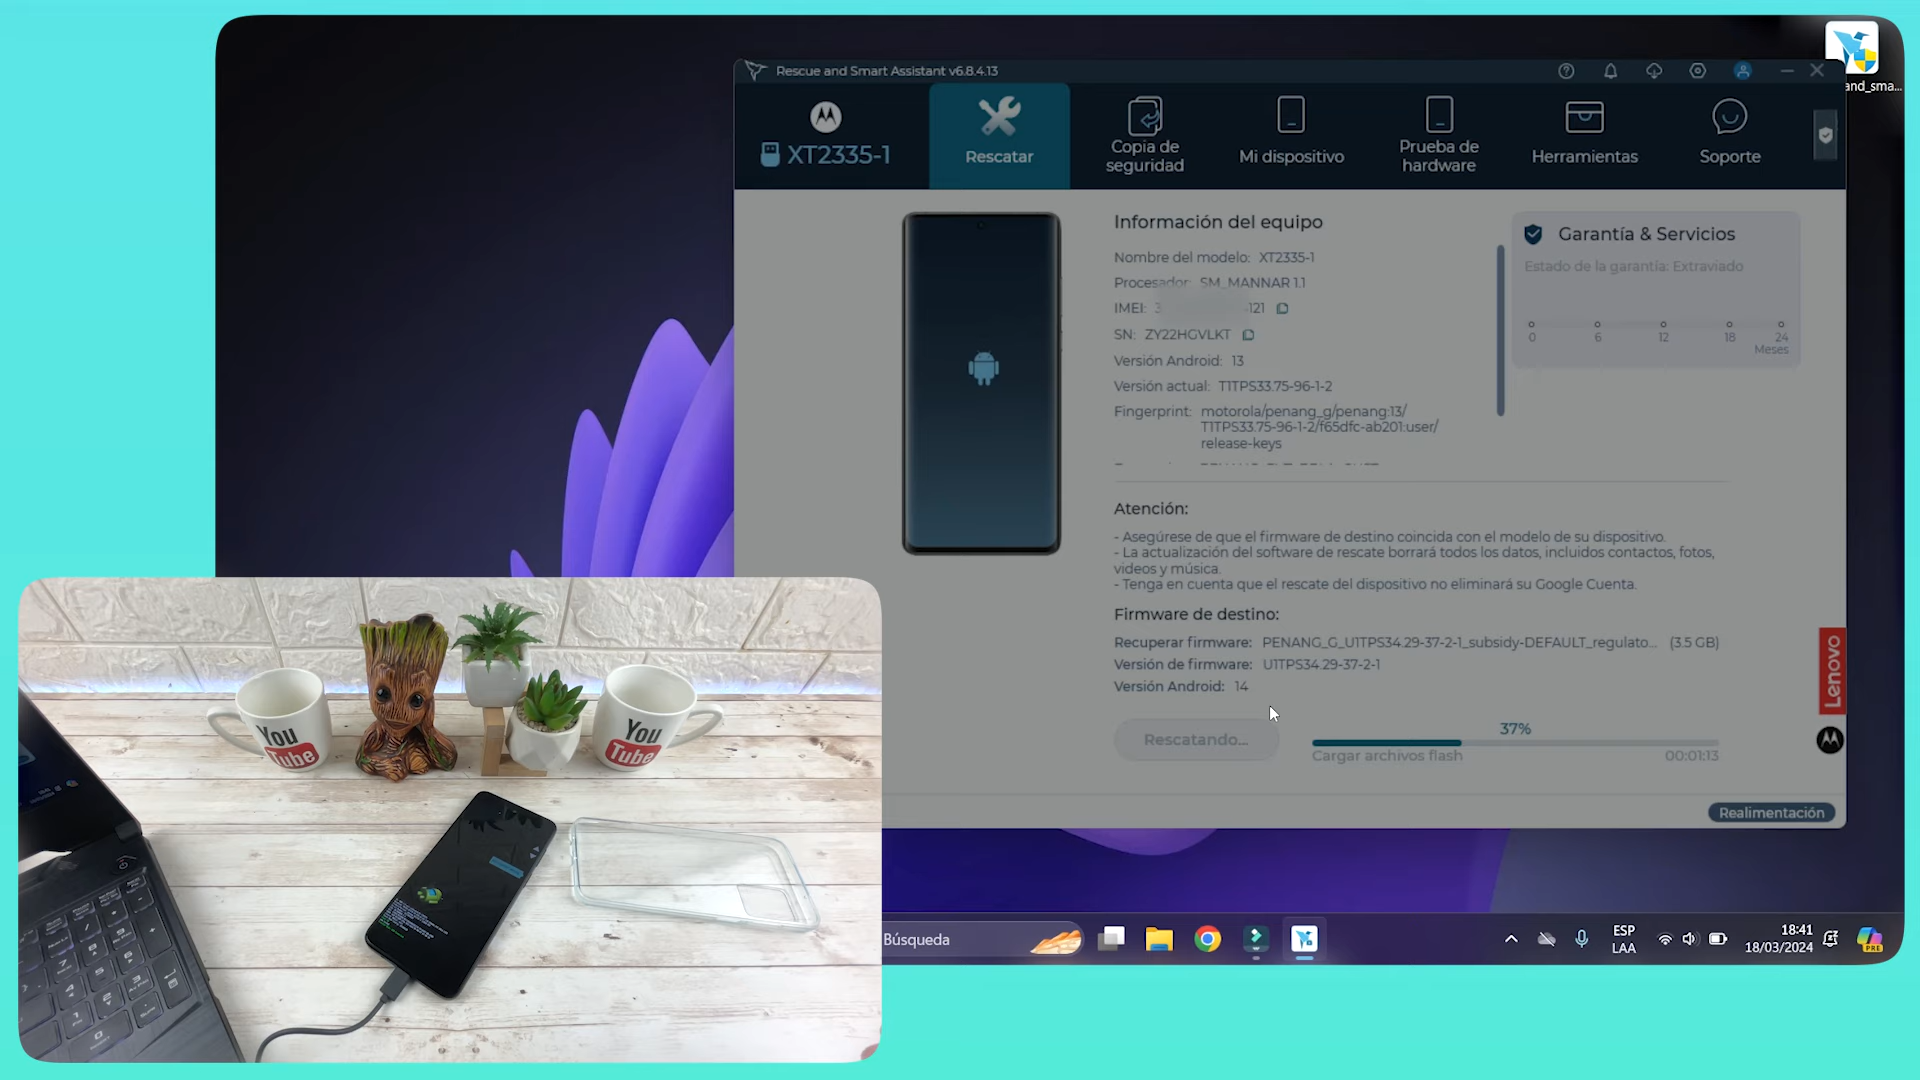 and_sma...
Rescue and Smart Assistant v6.8.4.13
XT2335-1
Rescatar
Copia de
seguridad
Mi dispositivo
Prueba de
hardware
Herramientas
Soporte
Información del equipo
Nombre del modelo: XT2335-1
Procesador: SM_MANNAR 1.1
IMEI: 3 121
SN: ZY22HGVLKT
Versión Android: 13
Versión actual: T1TPS33.75-96-1-2
Fingerprint: motorola/penang_g/penang:13/
T1TPS33.75-96-1-2/f65dfc-ab201:user/
release-keys
Garantía & Servicios
Estado de la garantía: Extraviado
0 6 12 18 24
Meses
Atención:
- Asegúrese de que el firmware de destino coincida con el modelo de su dispositivo.
- La actualización del software de rescate borrará todos los datos, incluidos contactos, fotos,
videos y música.
- Tenga en cuenta que el rescate del dispositivo no eliminará su Google Cuenta.
Firmware de destino:
Recuperar firmware: PENANG_G_U1TPS34.29-37-2-1_subsidy-DEFAULT_regulato... (3.5 GB)
Versión de firmware: U1TPS34.29-37-2-1
Versión Android: 14
Rescatando...
37%
Cargar archivos flash
00:01:13
Lenovo
Realimentación
You
Tube
You
Tube
Búsqueda
ESP
LAA
18:41
18/03/2024
PRE